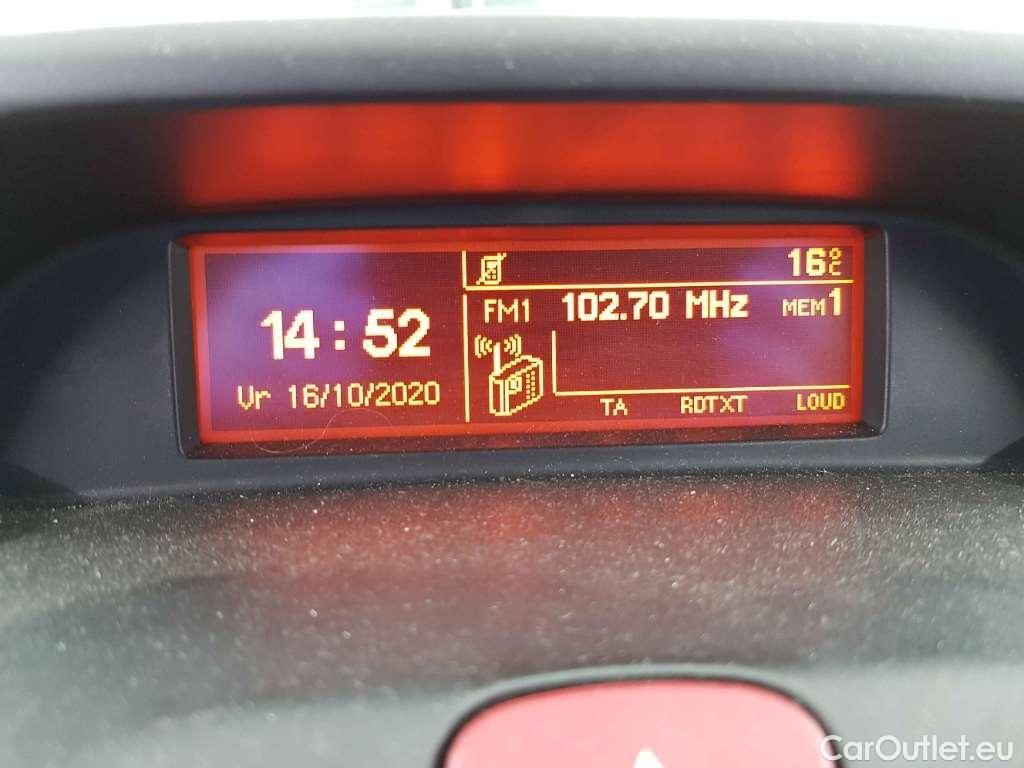 14:52
Vr 16/10/2020
16°C
FM1 102.70 MHz MEM1
TA RDTXT LOUD
CarOutlet.eu